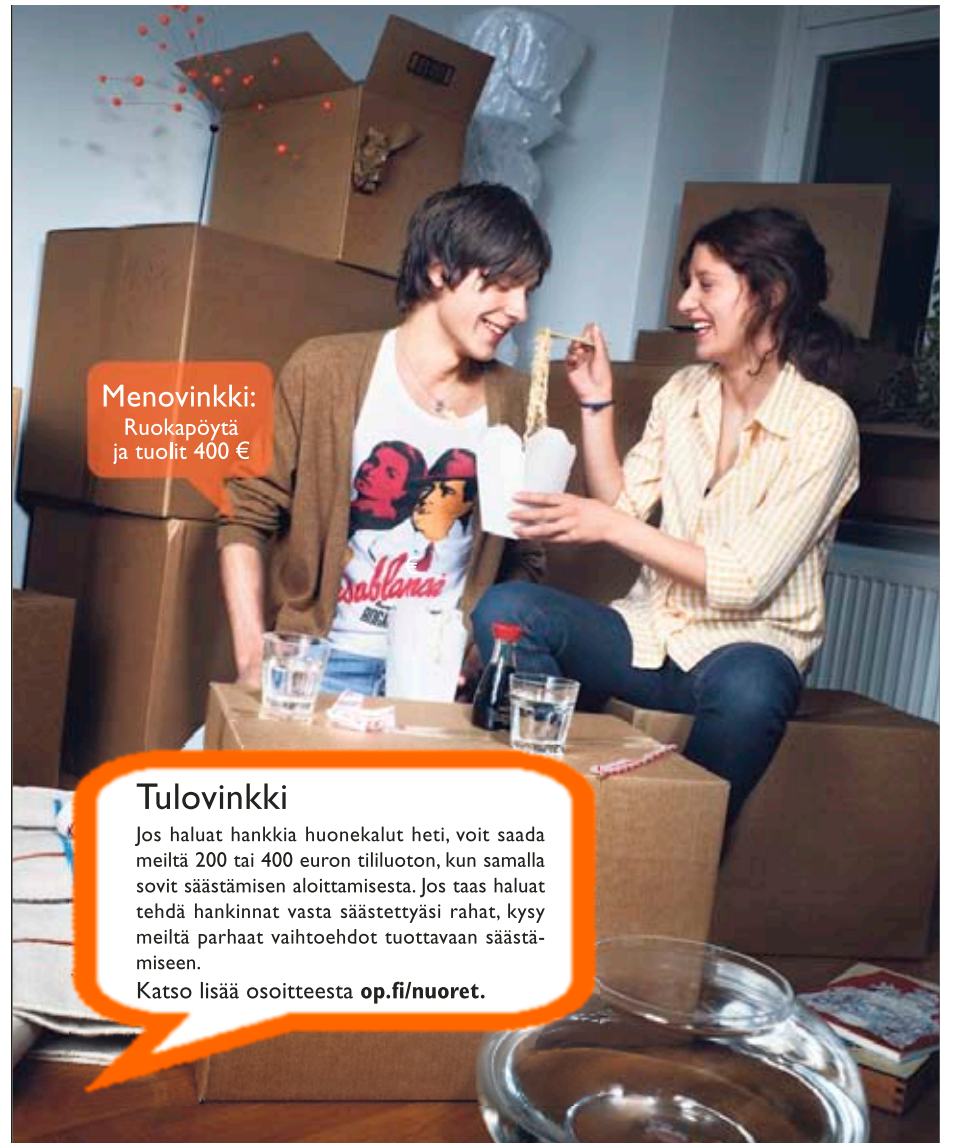 Menovinkki:
Ruokapöytä
ja tuolit 400 €
€
Tulovinkki
Jos haluat hankkia huonekalut heti, voit saada
meiltä 200 tai 400 euron tililuoton, kun samalla
sovit säästämisen aloittamisesta. Jos taas haluat
tehdä hankinnat vasta säästettyäsi rahat, kysy
meiltä parhaat vaihtoehdot tuottavaan säästä-
miseen.
Katso lisää osoitteesta op.fi/nuoret.